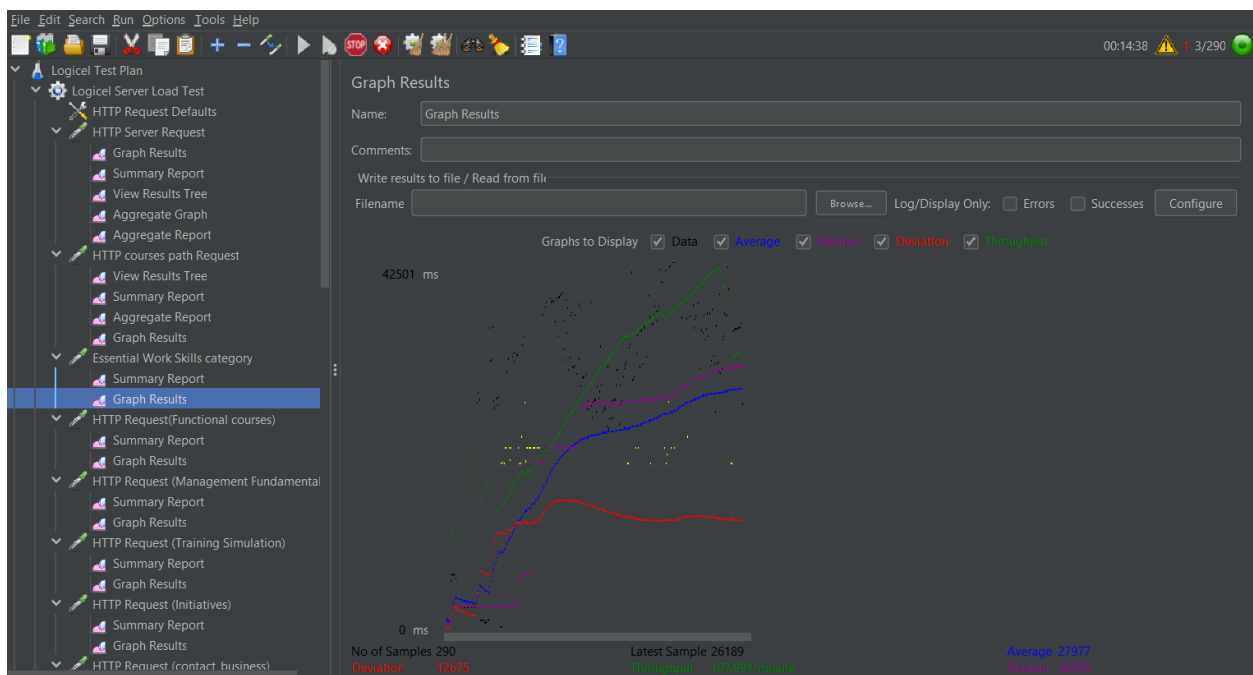 File Edit Search Run Options Tools Help
STOP
00:14:38 1 3/290
Logicel Test Plan
Logicel Server Load Test
HTTP Request Defaults
HTTP Server Request
Graph Results
Summary Report
View Results Tree
Aggregate Graph
Aggregate Report
HTTP courses path Request
View Results Tree
Summary Report
Aggregate Report
Graph Results
Essential Work Skills category
Summary Report
Graph Results
HTTP Request(Functional courses)
Summary Report
Graph Results
HTTP Request (Management Fundamental
Summary Report
Graph Results
HTTP Request (Training Simulation)
Summary Report
Graph Results
HTTP Request (Initiatives)
Summary Report
Graph Results
HTTP Request (contact business)
Graph Results
Name: Graph Results
Comments:
Write results to file / Read from file
Filename Browse... Log/Display Only: Errors Successes Configure
Graphs to Display Data Average Median Deviation Throughput
42501 ms
0 ms
No of Samples 290 Latest Sample 26189 Average 27977
Deviation 12675 Throughput 107.991/minute Median